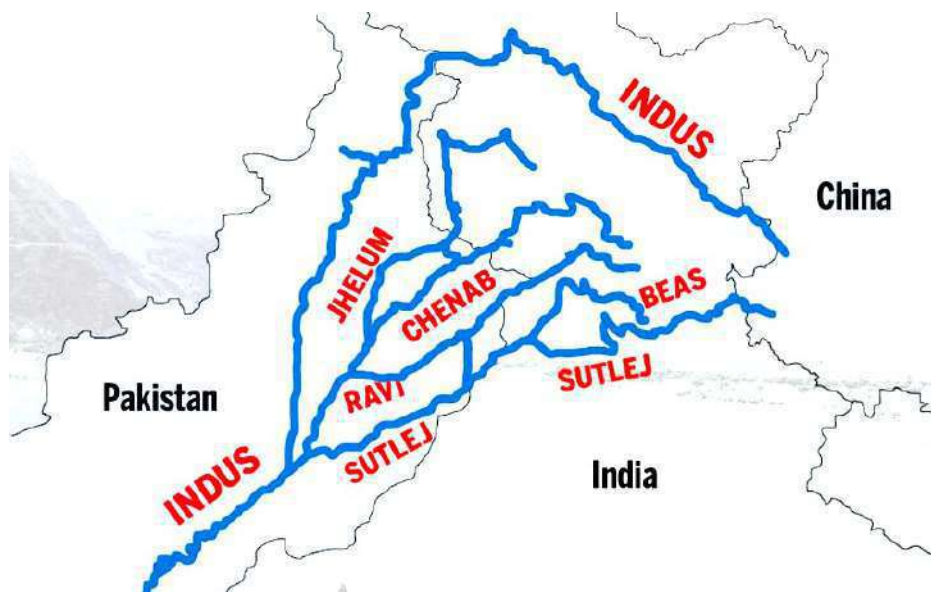 INDUS
China
JHELUM
CHENAB
BEAS
SUTLEJ
Pakistan
RAVI
SUTLEJ
INDUS
India